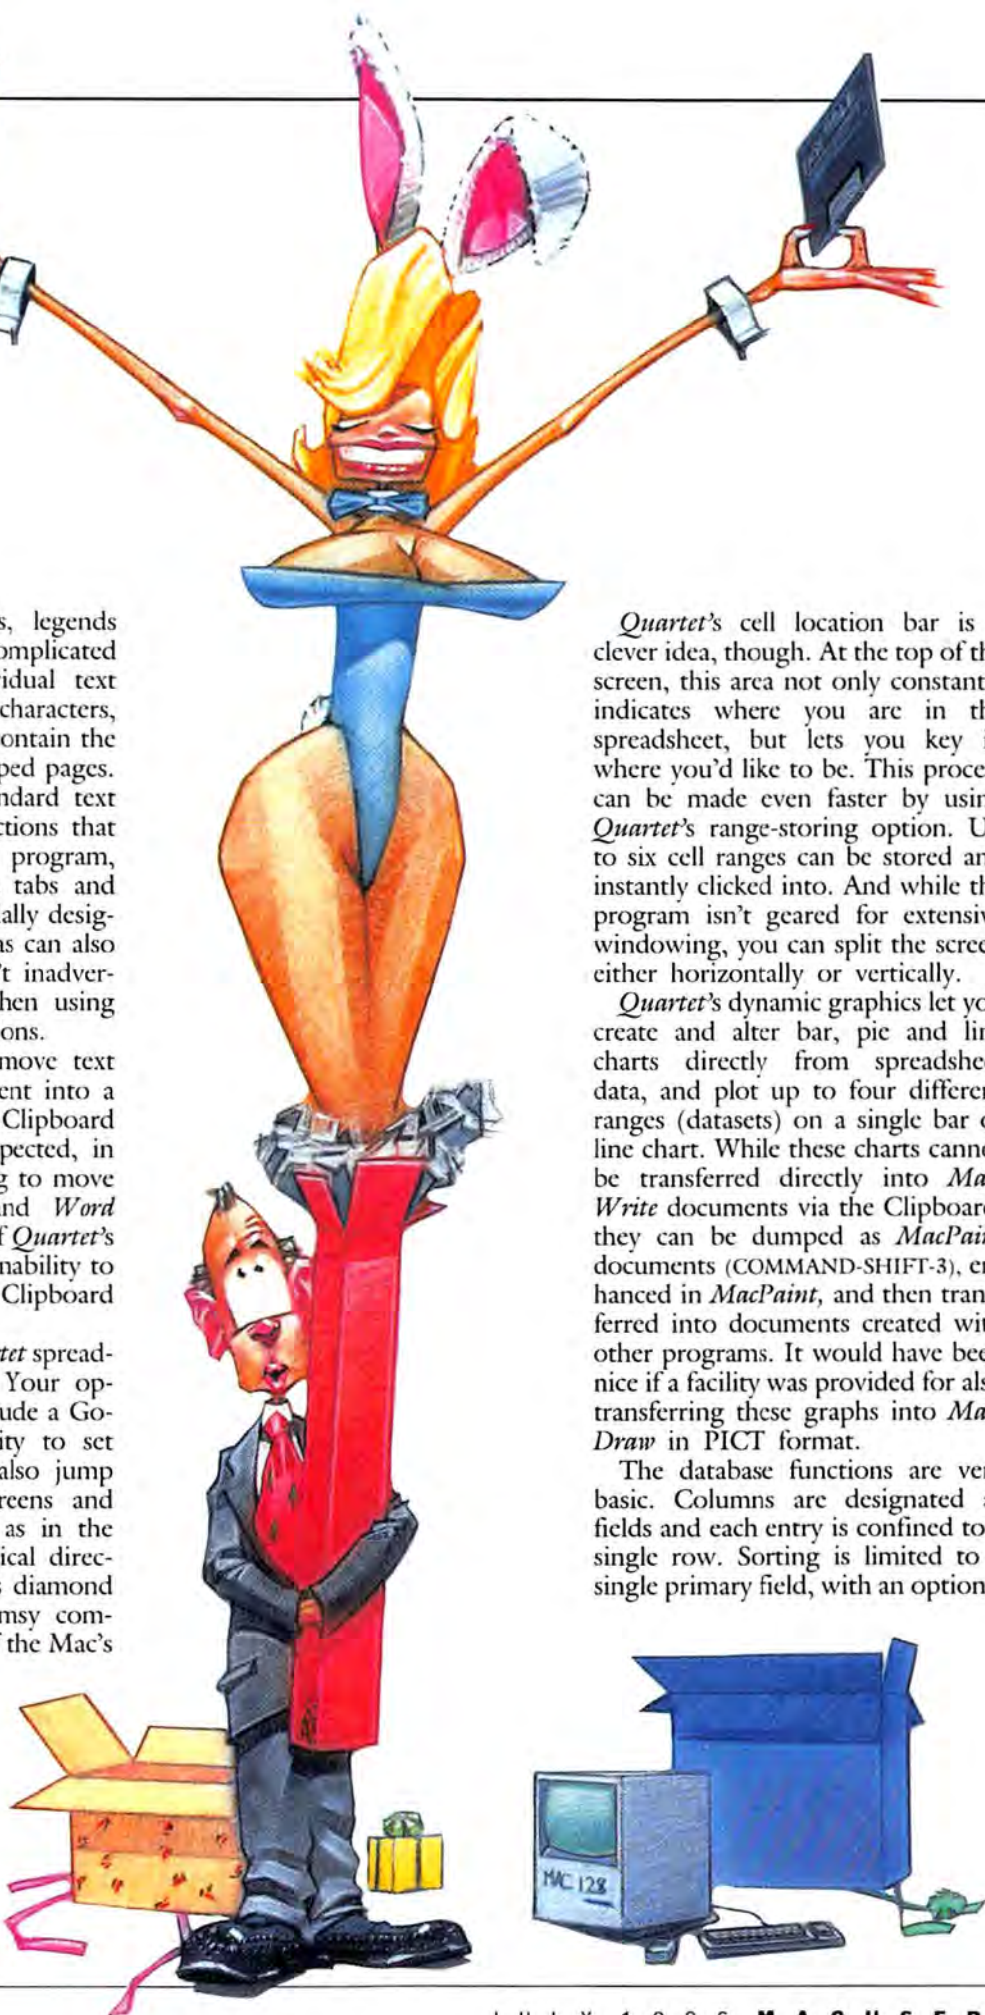 s, legends
omplicated
idual text
characters,
ontain the
ped pages.
ndard text
ctions that
program,
tabs and
ally desig-
as can also
't inadver-
hen using
ons.
move text
ent into a
Clipboard
pected, in
g to move
nd Word
f Quartet's
nability to
Clipboard
tet spread-
Your op-
ude a Go-
ity to set
also jump
reens and
as in the
ical direc-
s diamond
msy com-
f the Mac's
Quartet's cell location bar is
clever idea, though. At the top of th
screen, this area not only constant
indicates where you are in th
spreadsheet, but lets you key i
where you'd like to be. This proce
can be made even faster by usin
Quartet's range-storing option. U
to six cell ranges can be stored an
instantly clicked into. And while th
program isn't geared for extensiv
windowing, you can split the scree
either horizontally or vertically.
Quartet's dynamic graphics let yo
create and alter bar, pie and lin
charts directly from spreadshee
data, and plot up to four differen
ranges (datasets) on a single bar o
line chart. While these charts canno
be transferred directly into Ma
Write documents via the Clipboard
they can be dumped as MacPain
documents (COMMAND-SHIFT-3), en
hanced in MacPaint, and then trans
ferred into documents created wit
other programs. It would have bee
nice if a facility was provided for als
transferring these graphs into Ma
Draw in PICT format.
The database functions are ver
basic. Columns are designated a
fields and each entry is confined to
single row. Sorting is limited to
single primary field, with an option
MAC 128